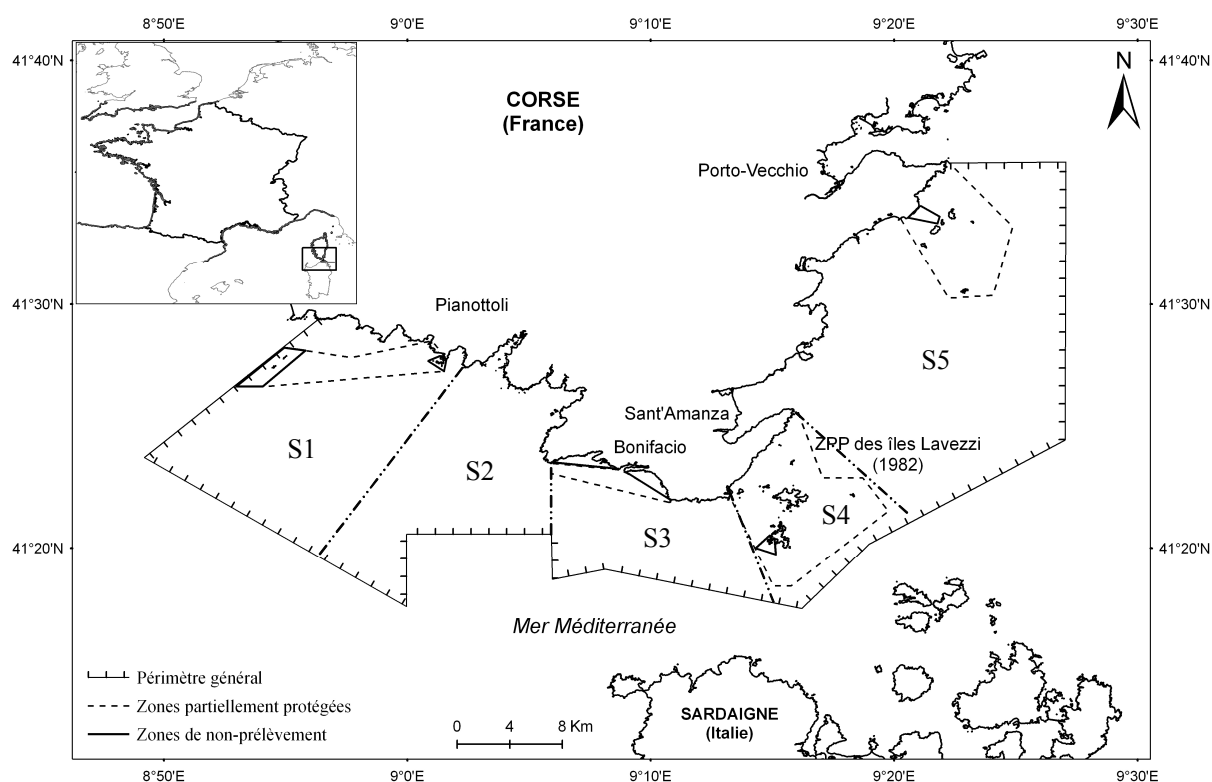 8°50'E 9°0'E 9°10'E 9°20'E 9°30'E
41°40'N 41°40'N
N
CORSE
(France)
Porto-Vecchio
41°30'N 41°30'N
Pianottoli
S5
Sant'Amanza
ZPP des îles Lavezzi
(1982)
Bonifacio
S1
S2
S4
S3
41°20'N 41°20'N
Mer Méditerranée
Périmètre général
Zones partiellement protégées
Zones de non-prélèvement
0 4 8 Km
SARDAIGNE
(Italie)
8°50'E 9°0'E 9°10'E 9°20'E 9°30'E